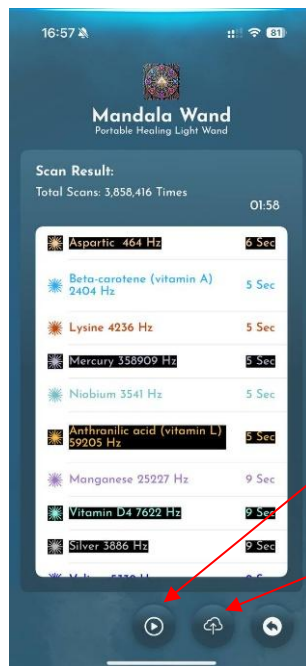 16:57
81
Mandala Wand
Portable Healing Light Wand
Scan Result:
Total Scans: 3,858,416 Times
01:58
Aspartic 464 Hz 6 Sec
Beta-carotene (vitamin A)
2404 Hz 5 Sec
Lysine 4236 Hz 5 Sec
Mercury 358909 Hz 5 Sec
Niobium 3541 Hz 5 Sec
Anthranilic acid (vitamin L)
59205 Hz 5 Sec
Manganese 25227 Hz 9 Sec
Vitamin D4 7622 Hz 9 Sec
Silver 3886 Hz 9 Sec